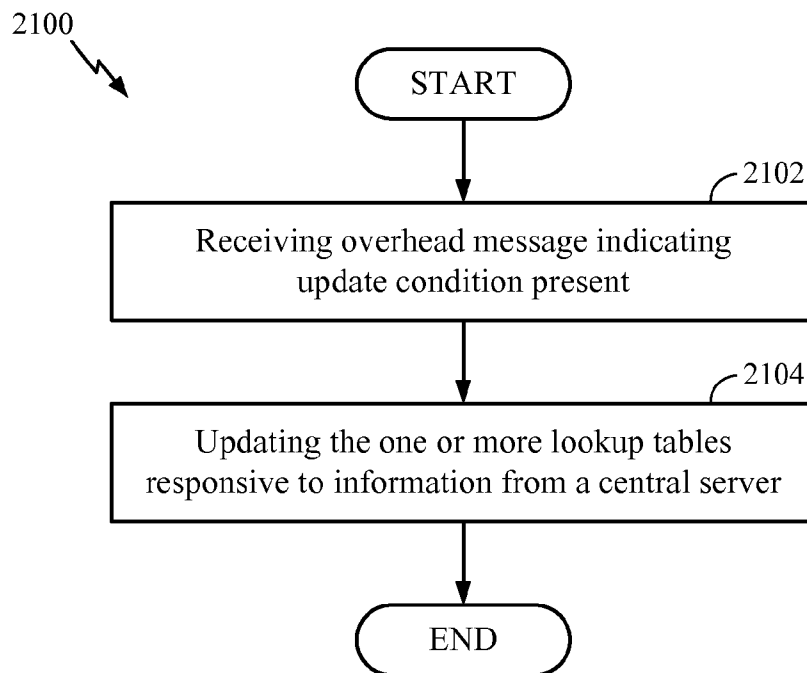 2100
START
2102
Receiving overhead message indicating
update condition present
2104
Updating the one or more lookup tables
responsive to information from a central server
END